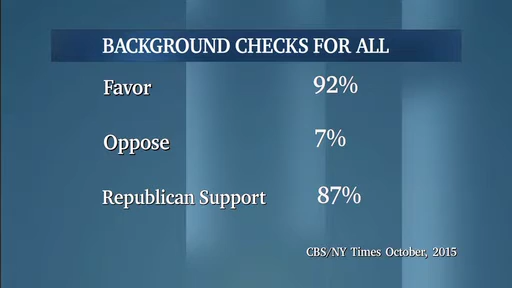 BACKGROUND CHECKS FOR ALL
Favor 92%
Oppose 7%
Republican Support 87%
CBS/NY Times October, 2015